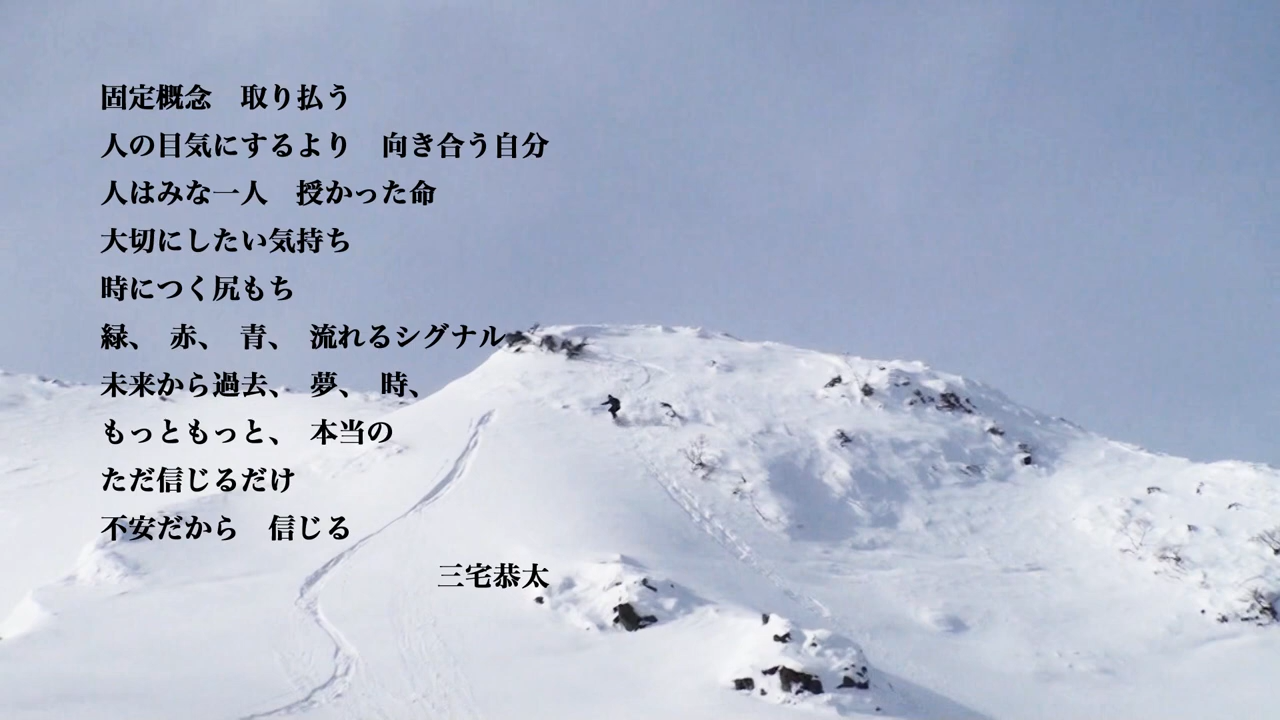 固定概念　取り払う
人の目気にするより　向き合う自分
人はみな一人　授かった命
大切にしたい気持ち
時につく尻もち
緑、　赤、　青、　流れるシグナル
未来から過去、　夢、　時、
もっともっと、　本当の
ただ信じるだけ
不安だから　信じる
三宅恭太